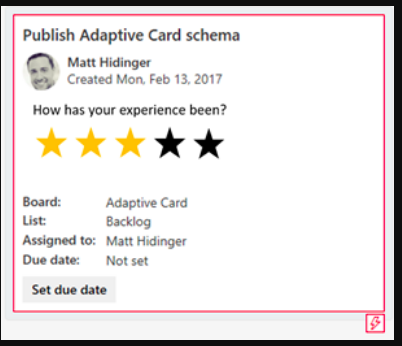 Publish Adaptive Card schema
Matt Hidinger
Created Mon, Feb 13, 2017
How has your experience been?
Board: Adaptive Card
List: Backlog
Assigned to: Matt Hidinger
Due date: Not set
Set due date